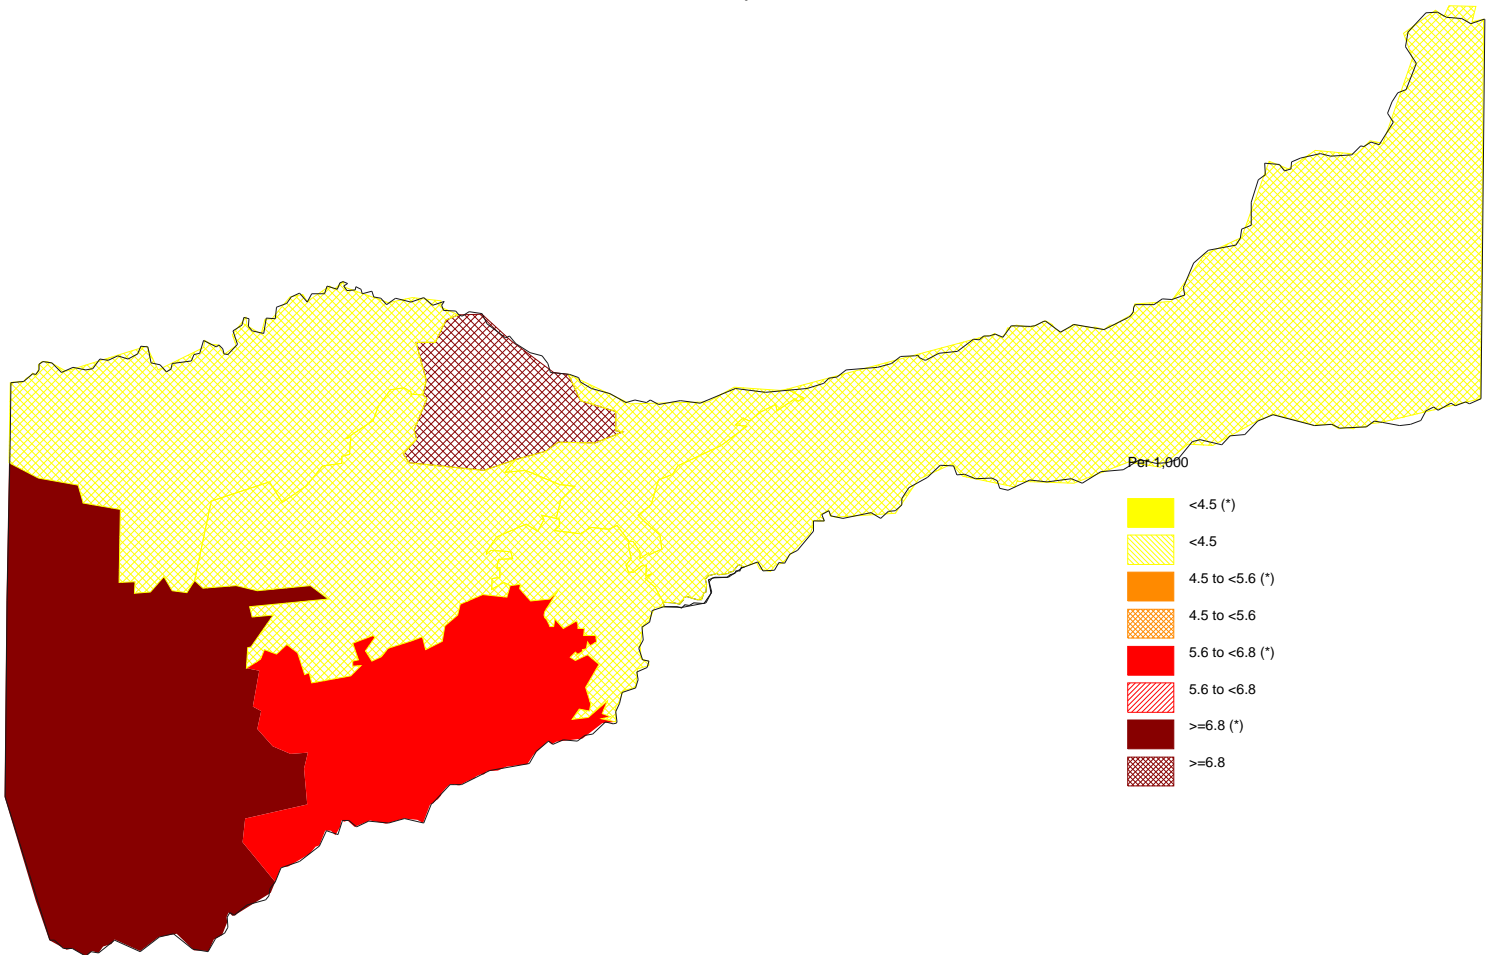 Per 1,000
<4.5 (*)
<4.5
4.5 to <5.6 (*)
4.5 to <5.6
5.6 to <6.8 (*)
5.6 to <6.8
>=6.8 (*)
>=6.8